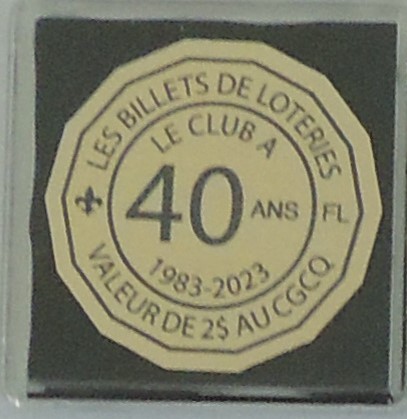 LES BILLETS DE LOTERIES
LE CLUB A
40 ANS
FL
1983-2023
VALEUR DE 2$ AU CGCQ